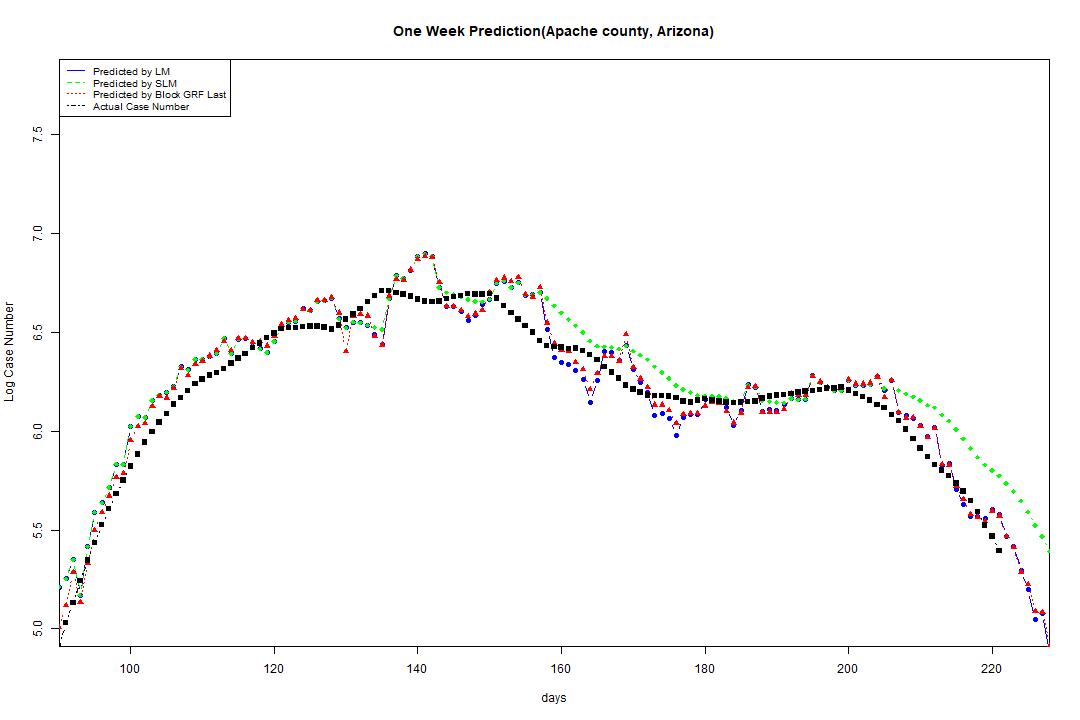 One Week Prediction(Apache county, Arizona)
Predicted by LM
Predicted by SLM
Predicted by Block GRF Last
Actual Case Number
7.5
7.0
6.5
6.0
5.5
5.0
Log Case Number
100 120 140 160 180 200 220
days